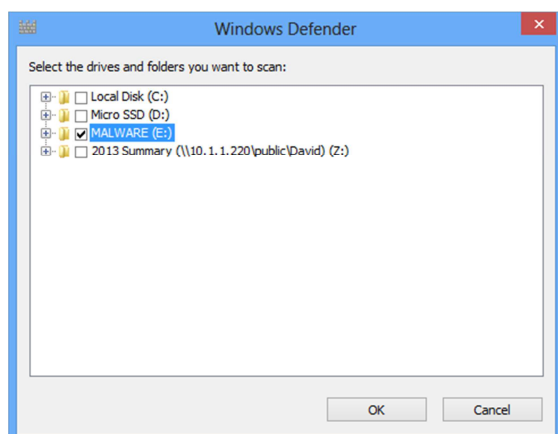 Windows Defender
Select the drives and folders you want to scan:
Local Disk (C:)
Micro SSD (D:)
MALWARE (E:)
2013 Summary (\\10.1.1.220\public\David) (Z:)
OK Cancel